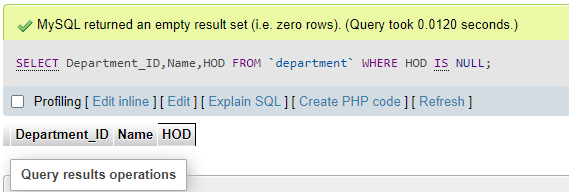 MySQL returned an empty result set (i.e. zero rows). (Query took 0.0120 seconds.)
SELECT Department_ID,Name,HOD FROM `department` WHERE HOD IS NULL;
Profiling [ Edit inline ] [ Edit ] [ Explain SQL ] [ Create PHP code ] [ Refresh ]
Department_ID Name HOD
Query results operations